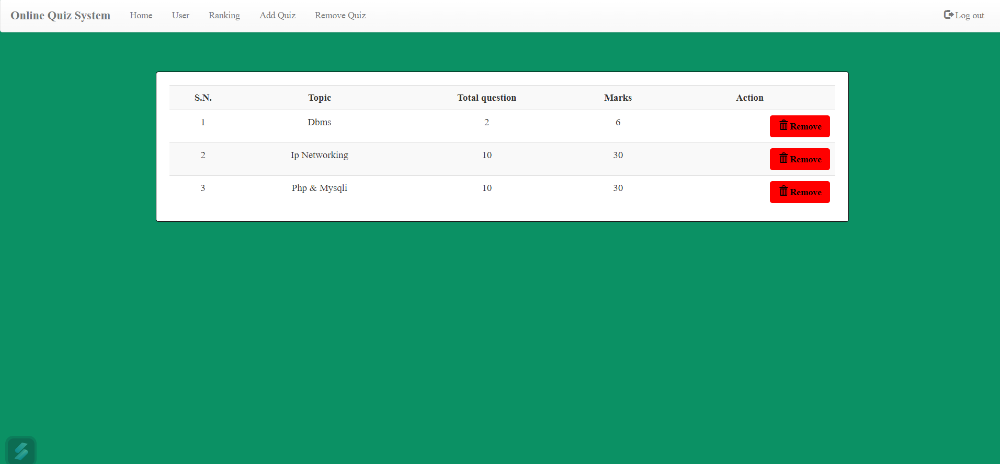 Online Quiz System Home User Ranking Add Quiz Remove Quiz Log out
S.N. Topic Total question Marks Action
1 Dbms 2 6 Remove
2 Ip Networking 10 30 Remove
3 Php & Mysqli 10 30 Remove